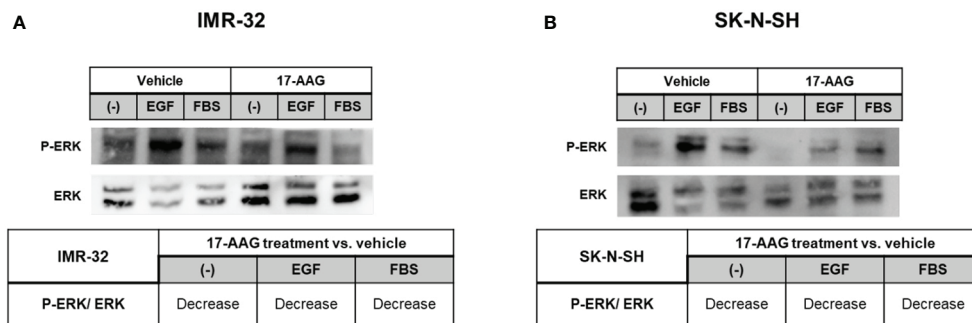 A
IMR-32
Vehicle 17-AAG
(-) EGF FBS (-) EGF FBS
P-ERK
ERK
IMR-32 17-AAG treatment vs. vehicle
(-) EGF FBS
P-ERK/ ERK Decrease Decrease Decrease
B
SK-N-SH
Vehicle 17-AAG
(-) EGF FBS (-) EGF FBS
P-ERK
ERK
SK-N-SH 17-AAG treatment vs. vehicle
(-) EGF FBS
P-ERK/ ERK Decrease Decrease Decrease